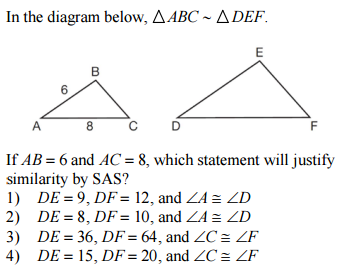 In the diagram below, △ABC ~ △DEF.
E
B
6
A 8 C D F
If AB = 6 and AC = 8, which statement will justify
similarity by SAS?
1) DE = 9, DF = 12, and ∠A ≅ ∠D
2) DE = 8, DF = 10, and ∠A ≅ ∠D
3) DE = 36, DF = 64, and ∠C ≅ ∠F
4) DE = 15, DF = 20, and ∠C ≅ ∠F